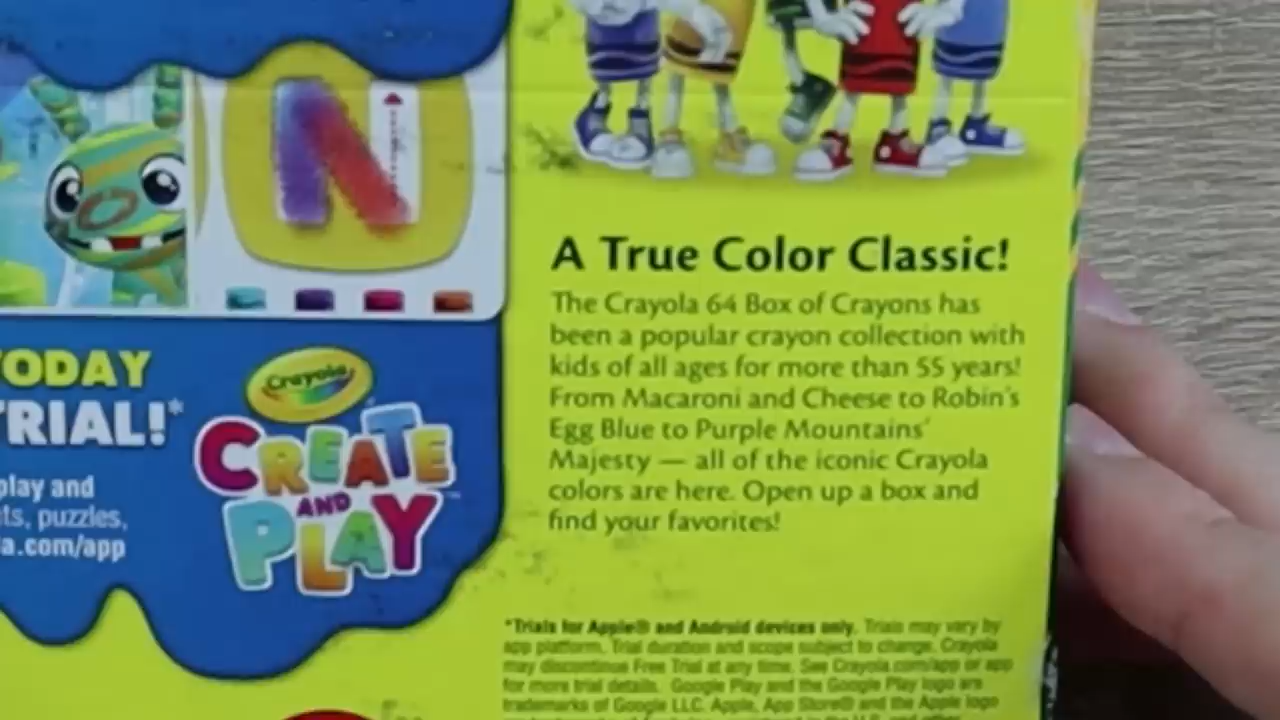 N
TODAY
TRIAL!*
play and
ts, puzzles,
a.com/app
Crayola
CREATE
AND
PLAY™
A True Color Classic!
The Crayola 64 Box of Crayons has
been a popular crayon collection with
kids of all ages for more than 55 years!
From Macaroni and Cheese to Robin's
Egg Blue to Purple Mountains'
Majesty — all of the iconic Crayola
colors are here. Open up a box and
find your favorites!
*Trials for Apple® and Android devices only. Trials may vary by
app platform. Trial duration and scope subject to change. Crayola
may discontinue Free Trial at any time. See Crayola.com/app or app
for more trial details. Google Play and the Google Play logo are
trademarks of Google LLC. Apple, App Store® and the Apple logo